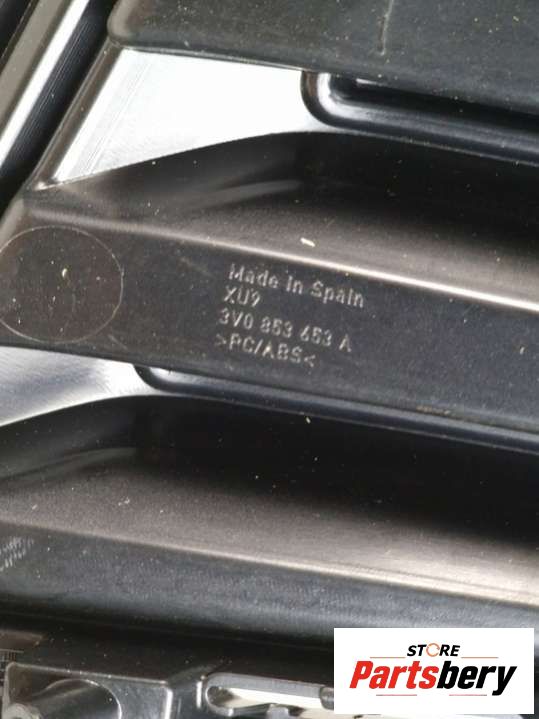 Made in Spain
XU9
3V0 853 653 A
>PC/ABS<
STORE
Partsbery